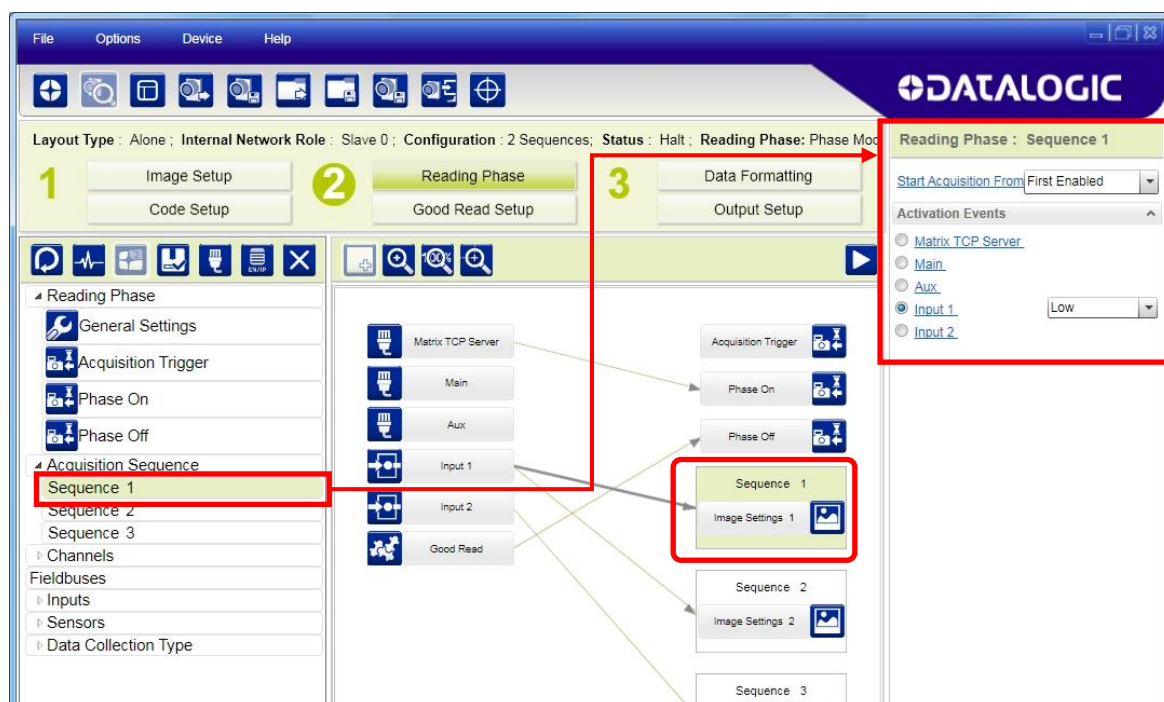 File Options Device Help
DATALOGIC
Layout Type : Alone ; Internal Network Role : Slave 0 ; Configuration : 2 Sequences; Status : Halt ; Reading Phase: Phase Mod
1
Image Setup
Code Setup
2
Reading Phase
Good Read Setup
3
Data Formatting
Output Setup
EN/IP
Reading Phase
General Settings
Acquisition Trigger
Phase On
Phase Off
Acquisition Sequence
Sequence 1
Sequence 2
Sequence 3
Channels
Fieldbuses
Inputs
Sensors
Data Collection Type
100%
Matrix TCP Server
Main
Aux
Input 1
Input 2
Good Read
Acquisition Trigger
Phase On
Phase Off
Sequence 1
Image Settings 1
Sequence 2
Image Settings 2
Sequence 3
Reading Phase : Sequence 1
Start Acquisition From First Enabled
Activation Events
Matrix TCP Server
Main
Aux
Input 1 Low
Input 2